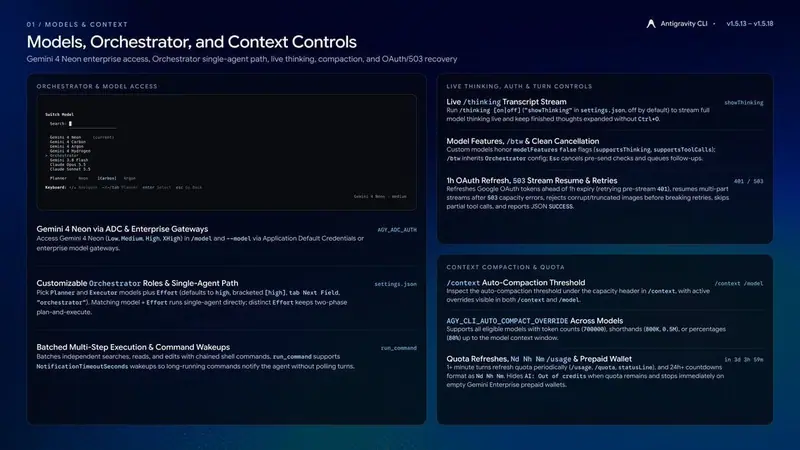 01 / MODELS & CONTEXT
Antigravity CLI • v1.5.13 – v1.5.18
Models, Orchestrator, and Context Controls
Gemini 4 Neon enterprise access, Orchestrator single-agent path, live thinking, compaction, and OAuth/503 recovery
ORCHESTRATOR & MODEL ACCESS
Switch Model
Search:
Gemini 4 Neon (current)
Gemini 4 Carbon
Gemini 4 Argon
Gemini 4 Hydrogen
> Orchestrator
Gemini 3.8 Flash
Claude Opus 5.5
Claude Sonnet 3.5
Planner Neon [Carbon] Argon
Keyboard: Navigate Planner enter Select esc Go Back
Gemini 4 Neon · medium
Gemini 4 Neon via ADC & Enterprise Gateways
AGY_ADC_AUTH
Access Gemini 4 Neon (Low, Medium, High, XHigh) in /model and --model via Application Default Credentials or
enterprise model gateways.
Customizable Orchestrator Roles & Single-Agent Path
settings.json
Pick Planner and Executor models plus Effort (defaults to high, bracketed [high], tab Next Field,
"orchestrator"). Matching model + Effort runs single-agent directly; distinct Effort keeps two-phase
plan-and-execute.
Batched Multi-Step Execution & Command Wakeups
run_command
Batches independent searches, reads, and edits with chained shell commands. run_command supports
NotificationTimeoutSeconds wakeups so long-running commands notify the agent without polling turns.
LIVE THINKING, AUTH & TURN CONTROLS
Live /thinking Transcript Stream
showThinking
Run /thinking [on|off] ("showThinking" in settings.json, off by default) to stream full
model thinking live and keep finished thoughts expanded without Ctrl+O.
Model Features, /btw & Clean Cancellation
Custom models honor modelFeatures false flags (supportsThinking, supportsToolCalls);
/btw inherits Orchestrator config; Esc cancels pre-send checks and queues follow-ups.
1h OAuth Refresh, 503 Stream Resume & Retries
401 / 503
Refreshes Google OAuth tokens ahead of 1h expiry (retrying pre-stream 401), resumes multi-part
streams after 503 capacity errors, rejects corrupt/truncated images before breaking retries, skips
partial tool calls, and reports JSON SUCCESS.
CONTEXT COMPACTION & QUOTA
/context Auto-Compaction Threshold
/context /model
Inspect the auto-compaction threshold under the capacity header in /context, with active
overrides visible in both /context and /model.
AGY_CLI_AUTO_COMPACT_OVERRIDE Across Models
Supports all eligible models with token counts (700000), shorthands (800K, 0.5M), or percentages
(80%) up to the model context window.
Quota Refreshes, Nd Nh Nm /usage & Prepaid Wallet
in 3d 3h 59m
1+ minute turns refresh quota periodically (/usage, /quota, statusLine), and 24h+ countdowns
format as Nd Nh Nm. Hides AI: Out of credits when quota remains and stops immediately on
empty Gemini Enterprise prepaid wallets.